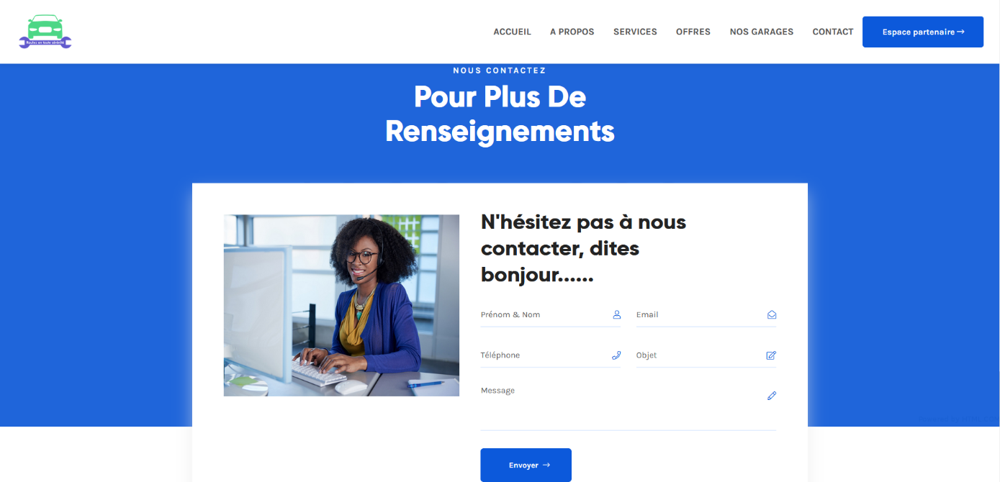 Roulez en toute sérénité
ACCUEIL A PROPOS SERVICES OFFRES NOS GARAGES CONTACT Espace partenaire →
NOUS CONTACTEZ
Pour Plus De
Renseignements
N'hésitez pas à nous
contacter, dites
bonjour......
Prénom & Nom Email
Téléphone Objet
Message
Envoyer →